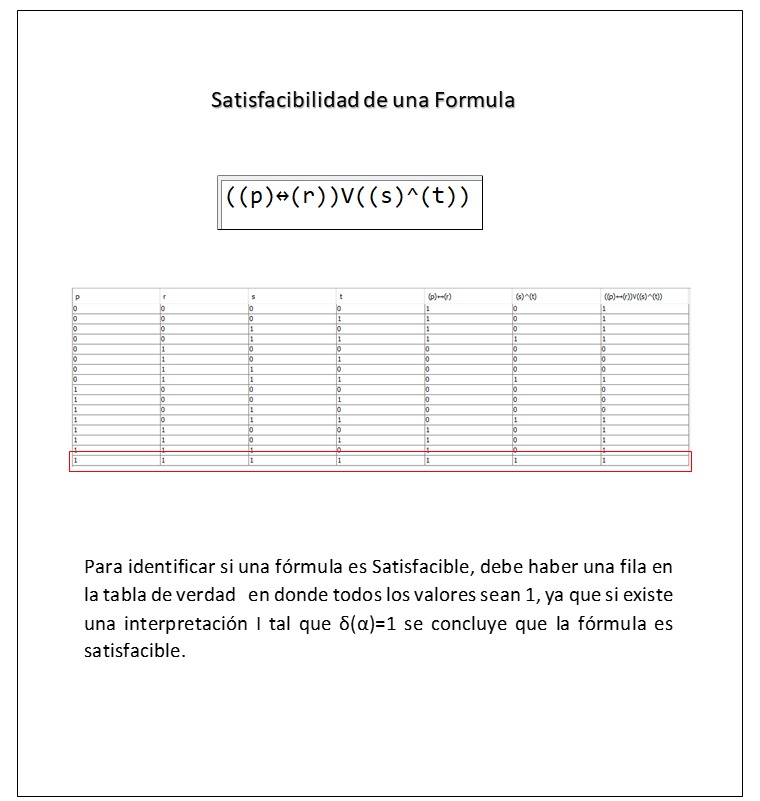 Satisfacibilidad de una Formula
((p)↔(r))V((s)^(t))
p r s t (p)↔(r) (s)^(t) ((p)↔(r))V((s)^(t))
0 0 0 0 1 0 1
0 0 0 1 1 0 1
0 0 1 0 1 0 1
0 0 1 1 1 1 1
0 1 0 0 0 0 0
0 1 0 1 0 0 0
0 1 1 0 0 0 0
0 1 1 1 0 1 1
1 0 0 0 0 0 0
1 0 0 1 0 0 0
1 0 1 0 0 0 0
1 0 1 1 0 1 1
1 1 0 0 1 0 1
1 1 0 1 1 0 1
1 1 1 0 1 0 1
1 1 1 1 1 1 1
Para identificar si una fórmula es Satisfacible, debe haber una fila en
la tabla de verdad en donde todos los valores sean 1, ya que si existe
una interpretación I tal que δ(α)=1 se concluye que la fórmula es
satisfacible.